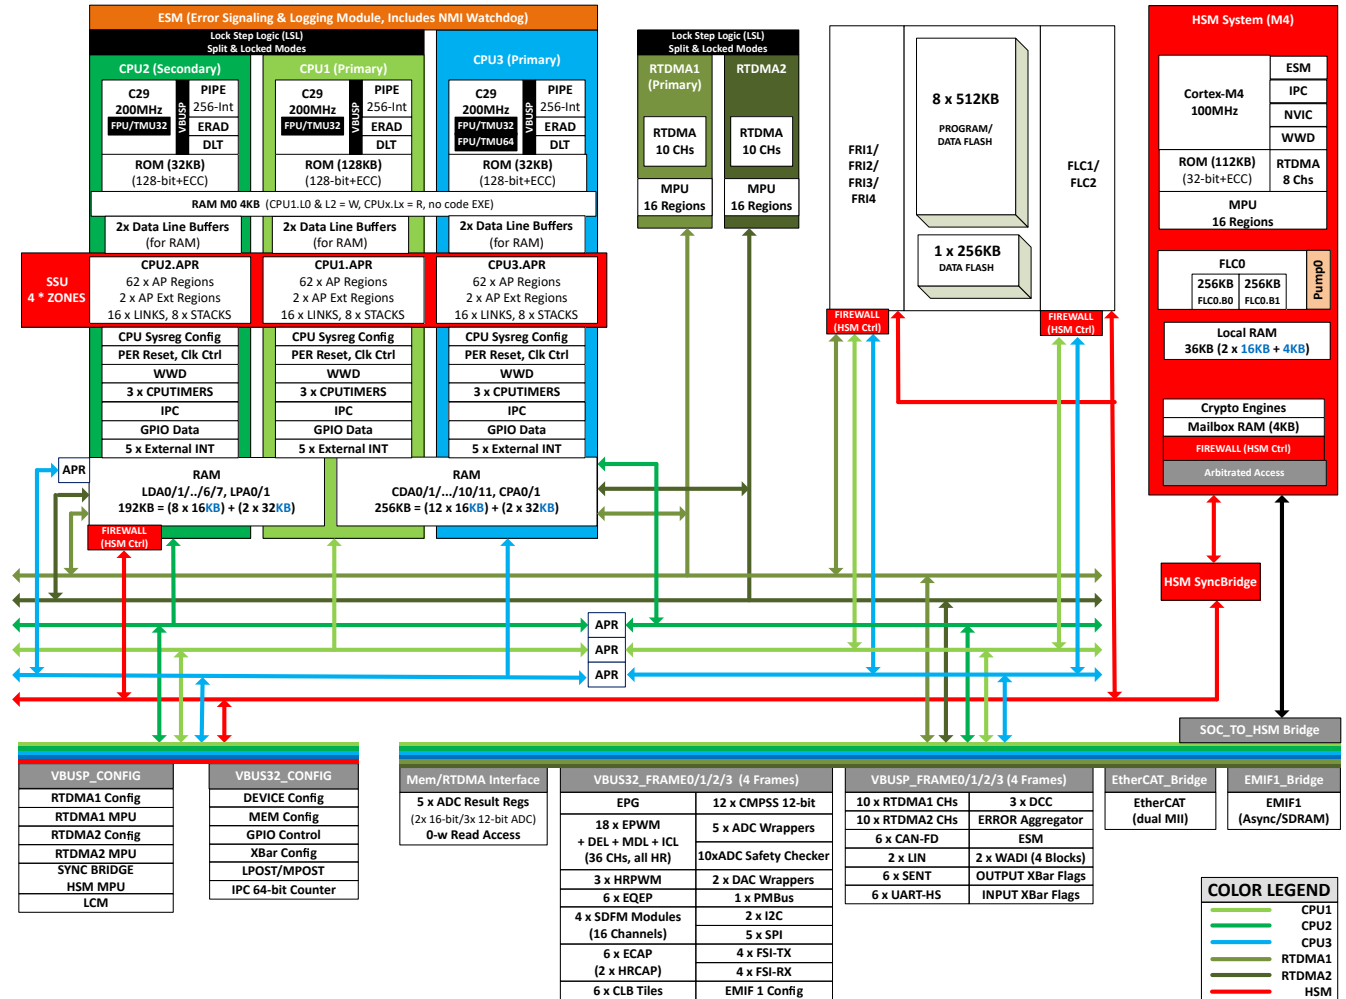 ESM (Error Signaling & Logging Module, Includes NMI Watchdog)
Lock Step Logic (LSL)
Split & Locked Modes
CPU2 (Secondary)
C29
200MHz
FPU/TMU32
VBUSP
PIPE
256-Int
ERAD
DLT
ROM (32KB)
(128-bit+ECC)
CPU1 (Primary)
C29
200MHz
FPU/TMU32
VBUSP
PIPE
256-Int
ERAD
DLT
ROM (128KB)
(128-bit+ECC)
CPU3 (Primary)
C29
200MHz
FPU/TMU32
FPU/TMU64
VBUSP
PIPE
256-Int
ERAD
DLT
ROM (32KB)
(128-bit+ECC)
RAM M0 4KB (CPU1.L0 & L2 = W, CPUx.Lx = R, no code EXE)
2x Data Line Buffers
(for RAM)
2x Data Line Buffers
(for RAM)
2x Data Line Buffers
(for RAM)
SSU
4 * ZONES
CPU2.APR
62 x AP Regions
2 x AP Ext Regions
16 x LINKS, 8 x STACKS
CPU1.APR
62 x AP Regions
2 x AP Ext Regions
16 x LINKS, 8 x STACKS
CPU3.APR
62 x AP Regions
2 x AP Ext Regions
16 x LINKS, 8 x STACKS
CPU Sysreg Config
PER Reset, Clk Ctrl
WWD
3 x CPUTIMERS
IPC
GPIO Data
5 x External INT
CPU Sysreg Config
PER Reset, Clk Ctrl
WWD
3 x CPUTIMERS
IPC
GPIO Data
5 x External INT
CPU Sysreg Config
PER Reset, Clk Ctrl
WWD
3 x CPUTIMERS
IPC
GPIO Data
5 x External INT
APR
RAM
LDA0/1/../6/7, LPA0/1
192KB = (8 x 16KB) + (2 x 32KB)
RAM
CDA0/1/.../10/11, CPA0/1
256KB = (12 x 16KB) + (2 x 32KB)
FIREWALL
(HSM Ctrl)
Lock Step Logic (LSL)
Split & Locked Modes
RTDMA1
(Primary)
RTDMA
10 CHs
MPU
16 Regions
RTDMA2
RTDMA
10 CHs
MPU
16 Regions
FRI1/
FRI2/
FRI3/
FRI4
8 x 512KB
PROGRAM/
DATA FLASH
1 x 256KB
DATA FLASH
FLC1/
FLC2
FIREWALL
(HSM Ctrl)
FIREWALL
(HSM Ctrl)
HSM System (M4)
Cortex-M4
100MHz
ESM
IPC
NVIC
WWD
ROM (112KB)
(32-bit+ECC)
RTDMA
8 Chs
MPU
16 Regions
FLC0
256KB
FLC0.B0
256KB
FLC0.B1
Pump0
Local RAM
36KB (2 x 16KB + 4KB)
Crypto Engines
Mailbox RAM (4KB)
FIREWALL (HSM Ctrl)
Arbitrated Access
HSM SyncBridge
APR
APR
APR
SOC_TO_HSM Bridge
VBUSP_CONFIG
RTDMA1 Config
RTDMA1 MPU
RTDMA2 Config
RTDMA2 MPU
SYNC BRIDGE
HSM MPU
LCM
VBUS32_CONFIG
DEVICE Config
MEM Config
GPIO Control
XBar Config
LPOST/MPOST
IPC 64-bit Counter
Mem/RTDMA Interface
5 x ADC Result Regs
(2x 16-bit/3x 12-bit ADC)
0-w Read Access
VBUS32_FRAME0/1/2/3 (4 Frames)
EPG
18 x EPWM
+ DEL + MDL + ICL
(36 CHs, all HR)
3 x HRPWM
6 x EQEP
4 x SDFM Modules
(16 Channels)
6 x ECAP
(2 x HRCAP)
6 x CLB Tiles
12 x CMPSS 12-bit
5 x ADC Wrappers
10xADC Safety Checker
2 x DAC Wrappers
1 x PMBus
2 x I2C
5 x SPI
4 x FSI-TX
4 x FSI-RX
EMIF 1 Config
VBUSP_FRAME0/1/2/3 (4 Frames)
10 x RTDMA1 CHs
10 x RTDMA2 CHs
6 x CAN-FD
2 x LIN
6 x SENT
6 x UART-HS
3 x DCC
ERROR Aggregator
ESM
2 x WADI (4 Blocks)
OUTPUT XBar Flags
INPUT XBar Flags
EtherCAT_Bridge
EtherCAT
(dual MII)
EMIF1_Bridge
EMIF1
(Async/SDRAM)
COLOR LEGEND
CPU1
CPU2
CPU3
RTDMA1
RTDMA2
HSM